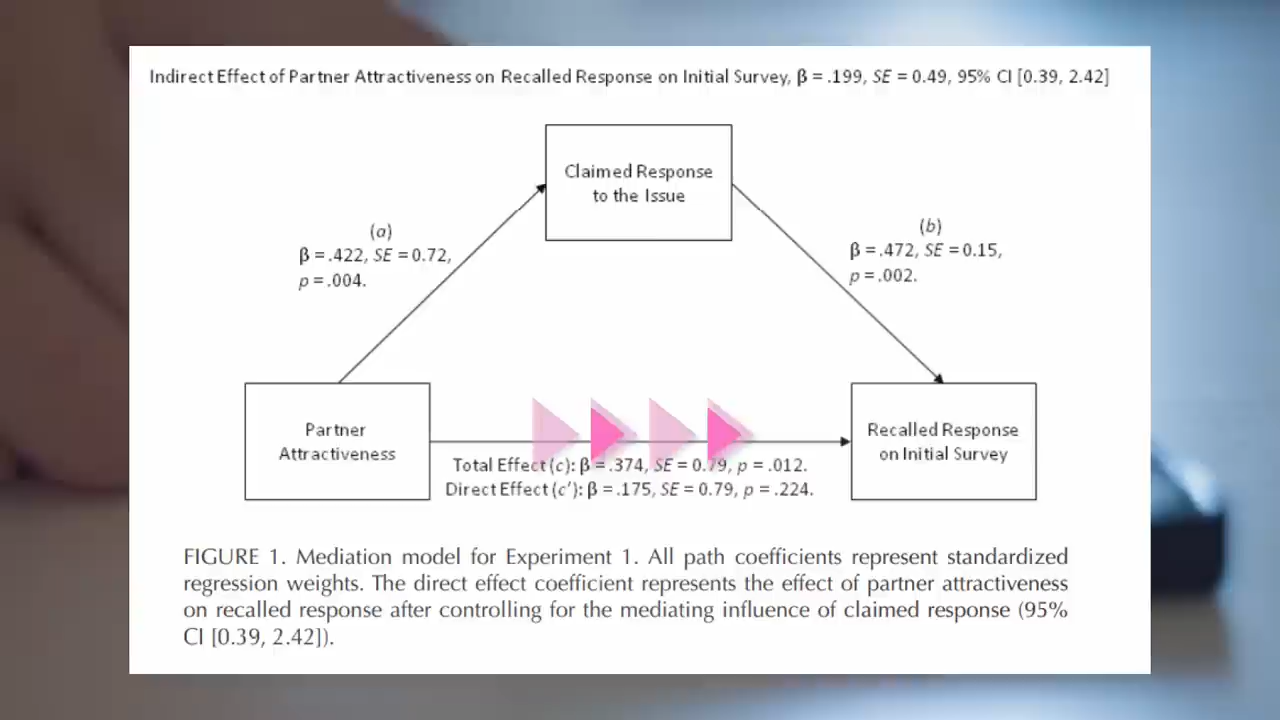 Indirect Effect of Partner Attractiveness on Recalled Response on Initial Survey, β = .199, SE = 0.49, 95% CI [0.39, 2.42]
Claimed Response
to the Issue
(a)
β = .422, SE = 0.72,
p = .004.
(b)
β = .472, SE = 0.15,
p = .002.
Partner
Attractiveness
Recalled Response
on Initial Survey
Total Effect (c): β = .374, SE = 0.79, p = .012.
Direct Effect (c′): β = .175, SE = 0.79, p = .224.
FIGURE 1. Mediation model for Experiment 1. All path coefficients represent standardized
regression weights. The direct effect coefficient represents the effect of partner attractiveness
on recalled response after controlling for the mediating influence of claimed response (95%
CI [0.39, 2.42]).